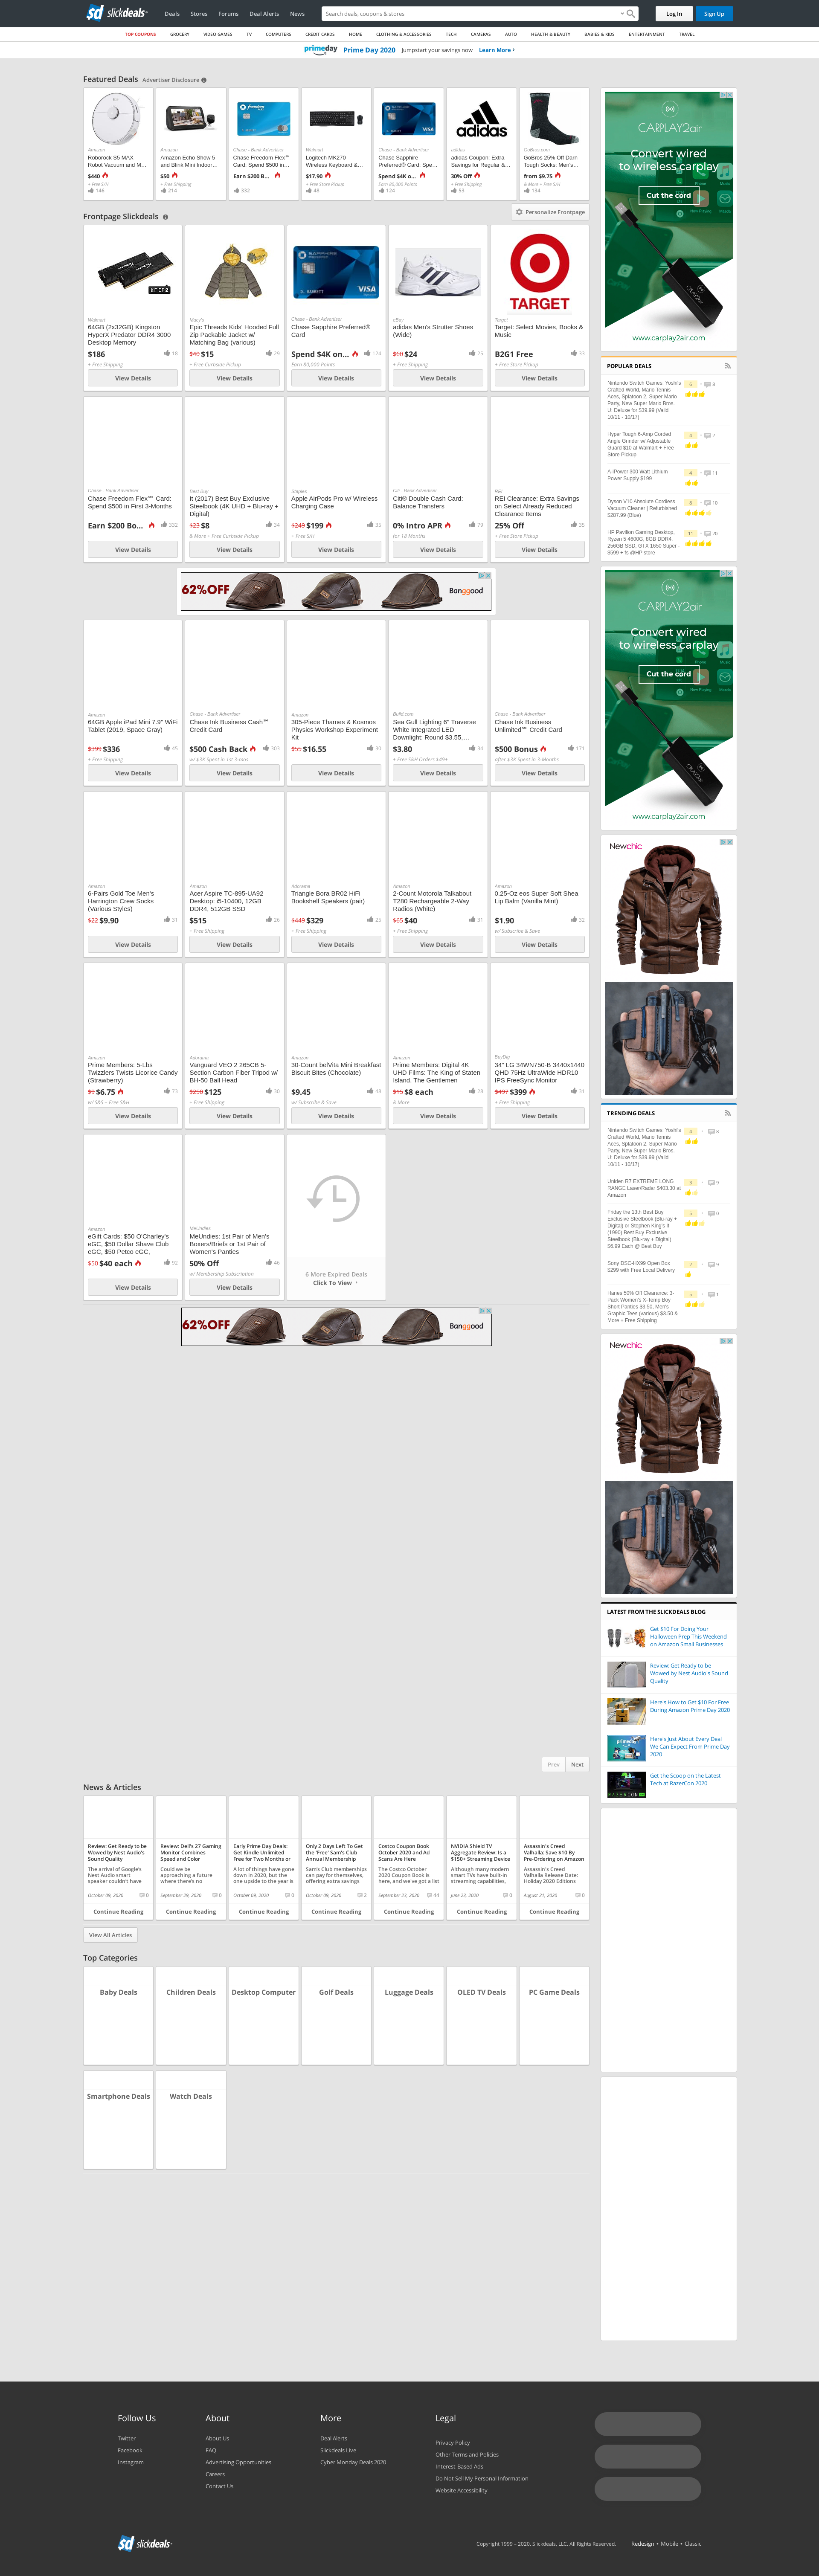 slickdeals
Deals Stores Forums Deal Alerts News
Search deals, coupons & stores
Log In Sign Up
TOP COUPONS GROCERY VIDEO GAMES TV COMPUTERS CREDIT CARDS HOME CLOTHING & ACCESSORIES TECH CAMERAS AUTO HEALTH & BEAUTY BABIES & KIDS ENTERTAINMENT TRAVEL
primeday Prime Day 2020 Jumpstart your savings now Learn More
Featured Deals Advertiser Disclosure
Amazon
Roborock S5 MAX
Robot Vacuum and M...
$440
+ Free S/H
146
Amazon
Amazon Echo Show 5
and Blink Mini Indoor...
$50
+ Free Shipping
214
Chase - Bank Advertiser
Chase Freedom Flex℠
Card: Spend $500 in...
Earn $200 B...
332
Walmart
Logitech MK270
Wireless Keyboard &...
$17.90
+ Free Store Pickup
49
Chase - Bank Advertiser
Chase Sapphire
Preferred® Card: Spe...
Spend $4K o...
Earn 80,000 Points
124
adidas
adidas
adidas Coupon: Extra
Savings for Regular &...
30% Off
+ Free Shipping
53
GoBros.com
GoBros 25% Off Darn
Tough Socks: Men's...
from $9.75
& More + Free S/H
134
Frontpage Slickdeals
Personalize Frontpage
KIT OF 2
Walmart
64GB (2x32GB) Kingston
HyperX Predator DDR4 3000
Desktop Memory
$186 18
+ Free Shipping
View Details
Macy's
Epic Threads Kids' Hooded Full
Zip Packable Jacket w/
Matching Bag (various)
$40 $15 29
+ Free Curbside Pickup
View Details
Chase - Bank Advertiser
Chase Sapphire Preferred®
Card
Spend $4K on... 124
Earn 80,000 Points
View Details
eBay
adidas Men's Strutter Shoes
(Wide)
$60 $24 25
+ Free Shipping
View Details
TARGET
Target
Target: Select Movies, Books &
Music
B2G1 Free 33
+ Free Store Pickup
View Details
Chase - Bank Advertiser
Chase Freedom Flex℠ Card:
Spend $500 in First 3-Months
Earn $200 Bo... 332
View Details
Best Buy
It (2017) Best Buy Exclusive
Steelbook (4K UHD + Blu-ray +
Digital)
$23 $8 34
& More + Free Curbside Pickup
View Details
Staples
Apple AirPods Pro w/ Wireless
Charging Case
$249 $199 35
+ Free S/H
View Details
Citi - Bank Advertiser
Citi® Double Cash Card:
Balance Transfers
0% Intro APR 79
for 18 Months
View Details
REI
REI Clearance: Extra Savings
on Select Already Reduced
Clearance Items
25% Off 35
+ Free Store Pickup
View Details
62%OFF Banggood
Amazon
64GB Apple iPad Mini 7.9" WiFi
Tablet (2019, Space Gray)
$399 $336 45
+ Free Shipping
View Details
Chase - Bank Advertiser
Chase Ink Business Cash℠
Credit Card
$500 Cash Back 303
w/ $3K Spent in 1st 3-mos
View Details
Amazon
305-Piece Thames & Kosmos
Physics Workshop Experiment
Kit
$55 $16.55 30
View Details
Build.com
Sea Gull Lighting 6" Traverse
White Integrated LED
Downlight: Round $3.55,...
$3.80 34
+ Free S&H Orders $49+
View Details
Chase - Bank Advertiser
Chase Ink Business
Unlimited℠ Credit Card
$500 Bonus 171
after $3K Spent in 3-Months
View Details
Amazon
6-Pairs Gold Toe Men's
Harrington Crew Socks
(Various Styles)
$22 $9.90 31
View Details
Amazon
Acer Aspire TC-895-UA92
Desktop: i5-10400, 12GB
DDR4, 512GB SSD
$515 26
+ Free Shipping
View Details
Adorama
Triangle Bora BR02 HiFi
Bookshelf Speakers (pair)
$449 $329 25
+ Free Shipping
View Details
Amazon
2-Count Motorola Talkabout
T280 Rechargeable 2-Way
Radios (White)
$65 $40 31
+ Free Shipping
View Details
Amazon
0.25-Oz eos Super Soft Shea
Lip Balm (Vanilla Mint)
$1.90 32
w/ Subscribe & Save
View Details
Amazon
Prime Members: 5-Lbs
Twizzlers Twists Licorice Candy
(Strawberry)
$9 $6.75 73
w/ S&S + Free S&H
View Details
Adorama
Vanguard VEO 2 265CB 5-
Section Carbon Fiber Tripod w/
BH-50 Ball Head
$250 $125 30
+ Free Shipping
View Details
Amazon
30-Count belVita Mini Breakfast
Biscuit Bites (Chocolate)
$9.45 48
w/ Subscribe & Save
View Details
Amazon
Prime Members: Digital 4K
UHD Films: The King of Staten
Island, The Gentlemen
$15 $8 each 28
& More
View Details
BuyDig
34" LG 34WN750-B 3440x1440
QHD 75Hz UltraWide HDR10
IPS FreeSync Monitor
$497 $399 31
+ Free Shipping
View Details
Amazon
eGift Cards: $50 O'Charley's
eGC, $50 Dollar Shave Club
eGC, $50 Petco eGC,
$50 $40 each 92
View Details
MeUndies
MeUndies: 1st Pair of Men's
Boxers/Briefs or 1st Pair of
Women's Panties
50% Off 46
w/ Membership Subscription
View Details
6 More Expired Deals
Click To View
62%OFF Banggood
Prev Next
News & Articles
Review: Get Ready to be
Wowed by Nest Audio's
Sound Quality
The arrival of Google's
Nest Audio smart
speaker couldn't have
October 09, 2020 0
Continue Reading
Review: Dell's 27 Gaming
Monitor Combines
Speed and Color
Could we be
approaching a future
where there's no
September 29, 2020 0
Continue Reading
Early Prime Day Deals:
Get Kindle Unlimited
Free for Two Months or
A lot of things have gone
down in 2020, but the
one upside to the year is
October 09, 2020 0
Continue Reading
Only 2 Days Left To Get
the 'Free' Sam's Club
Annual Membership
Sam's Club memberships
can pay for themselves,
offering extra savings
October 09, 2020 2
Continue Reading
Costco Coupon Book
October 2020 and Ad
Scans Are Here
The Costco October
2020 Coupon Book is
here, and we've got a list
September 23, 2020 44
Continue Reading
NVIDIA Shield TV
Aggregate Review: Is a
$150+ Streaming Device
Although many modern
smart TVs have built-in
streaming capabilities,
June 23, 2020 0
Continue Reading
Assassin's Creed
Valhalla: Save $10 By
Pre-Ordering on Amazon
Assassin's Creed
Valhalla Release Date:
Holiday 2020 Editions
August 21, 2020 0
Continue Reading
View All Articles
Top Categories
Baby Deals
Children Deals
Desktop Computer
Golf Deals
Luggage Deals
OLED TV Deals
PC Game Deals
Smartphone Deals
Watch Deals
CARPLAY2air
Convert wired
to wireless carplay
Cut the cord
www.carplay2air.com
POPULAR DEALS
Nintendo Switch Games: Yoshi's
Crafted World, Mario Tennis
Aces, Splatoon 2, Super Mario
Party, New Super Mario Bros.
U: Deluxe for $39.99 (Valid
10/11 - 10/17)
6 8
Hyper Tough 6-Amp Corded
Angle Grinder w/ Adjustable
Guard $10 at Walmart + Free
Store Pickup
4 2
A-iPower 300 Watt Lithium
Power Supply $199
4 11
Dyson V10 Absolute Cordless
Vacuum Cleaner | Refurbished
$287.99 (Blue)
8 10
HP Pavilion Gaming Desktop,
Ryzen 5 4600G, 8GB DDR4,
256GB SSD, GTX 1650 Super -
$599 + fs @HP store
11 20
CARPLAY2air
Convert wired
to wireless carplay
Cut the cord
www.carplay2air.com
Newchic
TRENDING DEALS
Nintendo Switch Games: Yoshi's
Crafted World, Mario Tennis
Aces, Splatoon 2, Super Mario
Party, New Super Mario Bros.
U: Deluxe for $39.99 (Valid
10/11 - 10/17)
4 8
Uniden R7 EXTREME LONG
RANGE Laser/Radar $403.30 at
Amazon
3 9
Friday the 13th Best Buy
Exclusive Steelbook (Blu-ray +
Digital) or Stephen King's It
(1990) Best Buy Exclusive
Steelbook (Blu-ray + Digital)
$6.99 Each @ Best Buy
5 0
Sony DSC-HX98 Open Box
$299 with Free Local Delivery
2 9
Hanes 50% Off Clearance: 3-
Pack Women's X-Temp Boy
Short Panties $3.50, Men's
Graphic Tees (various) $3.50 &
More + Free Shipping
5 1
Newchic
LATEST FROM THE SLICKDEALS BLOG
Get $10 For Doing Your
Halloween Prep This Weekend
on Amazon Small Businesses
Review: Get Ready to be
Wowed by Nest Audio's Sound
Quality
Here's How to Get $10 For Free
During Amazon Prime Day 2020
Here's Just About Every Deal
We Can Expect From Prime Day
2020
Get the Scoop on the Latest
Tech at RazerCon 2020
Follow Us
Twitter
Facebook
Instagram
About
About Us
FAQ
Advertising Opportunities
Careers
Contact Us
More
Deal Alerts
Slickdeals Live
Cyber Monday Deals 2020
Legal
Privacy Policy
Other Terms and Policies
Interest-Based Ads
Do Not Sell My Personal Information
Website Accessibility
slickdeals
Copyright 1999 – 2020. Slickdeals, LLC. All Rights Reserved. Redesign • Mobile • Classic